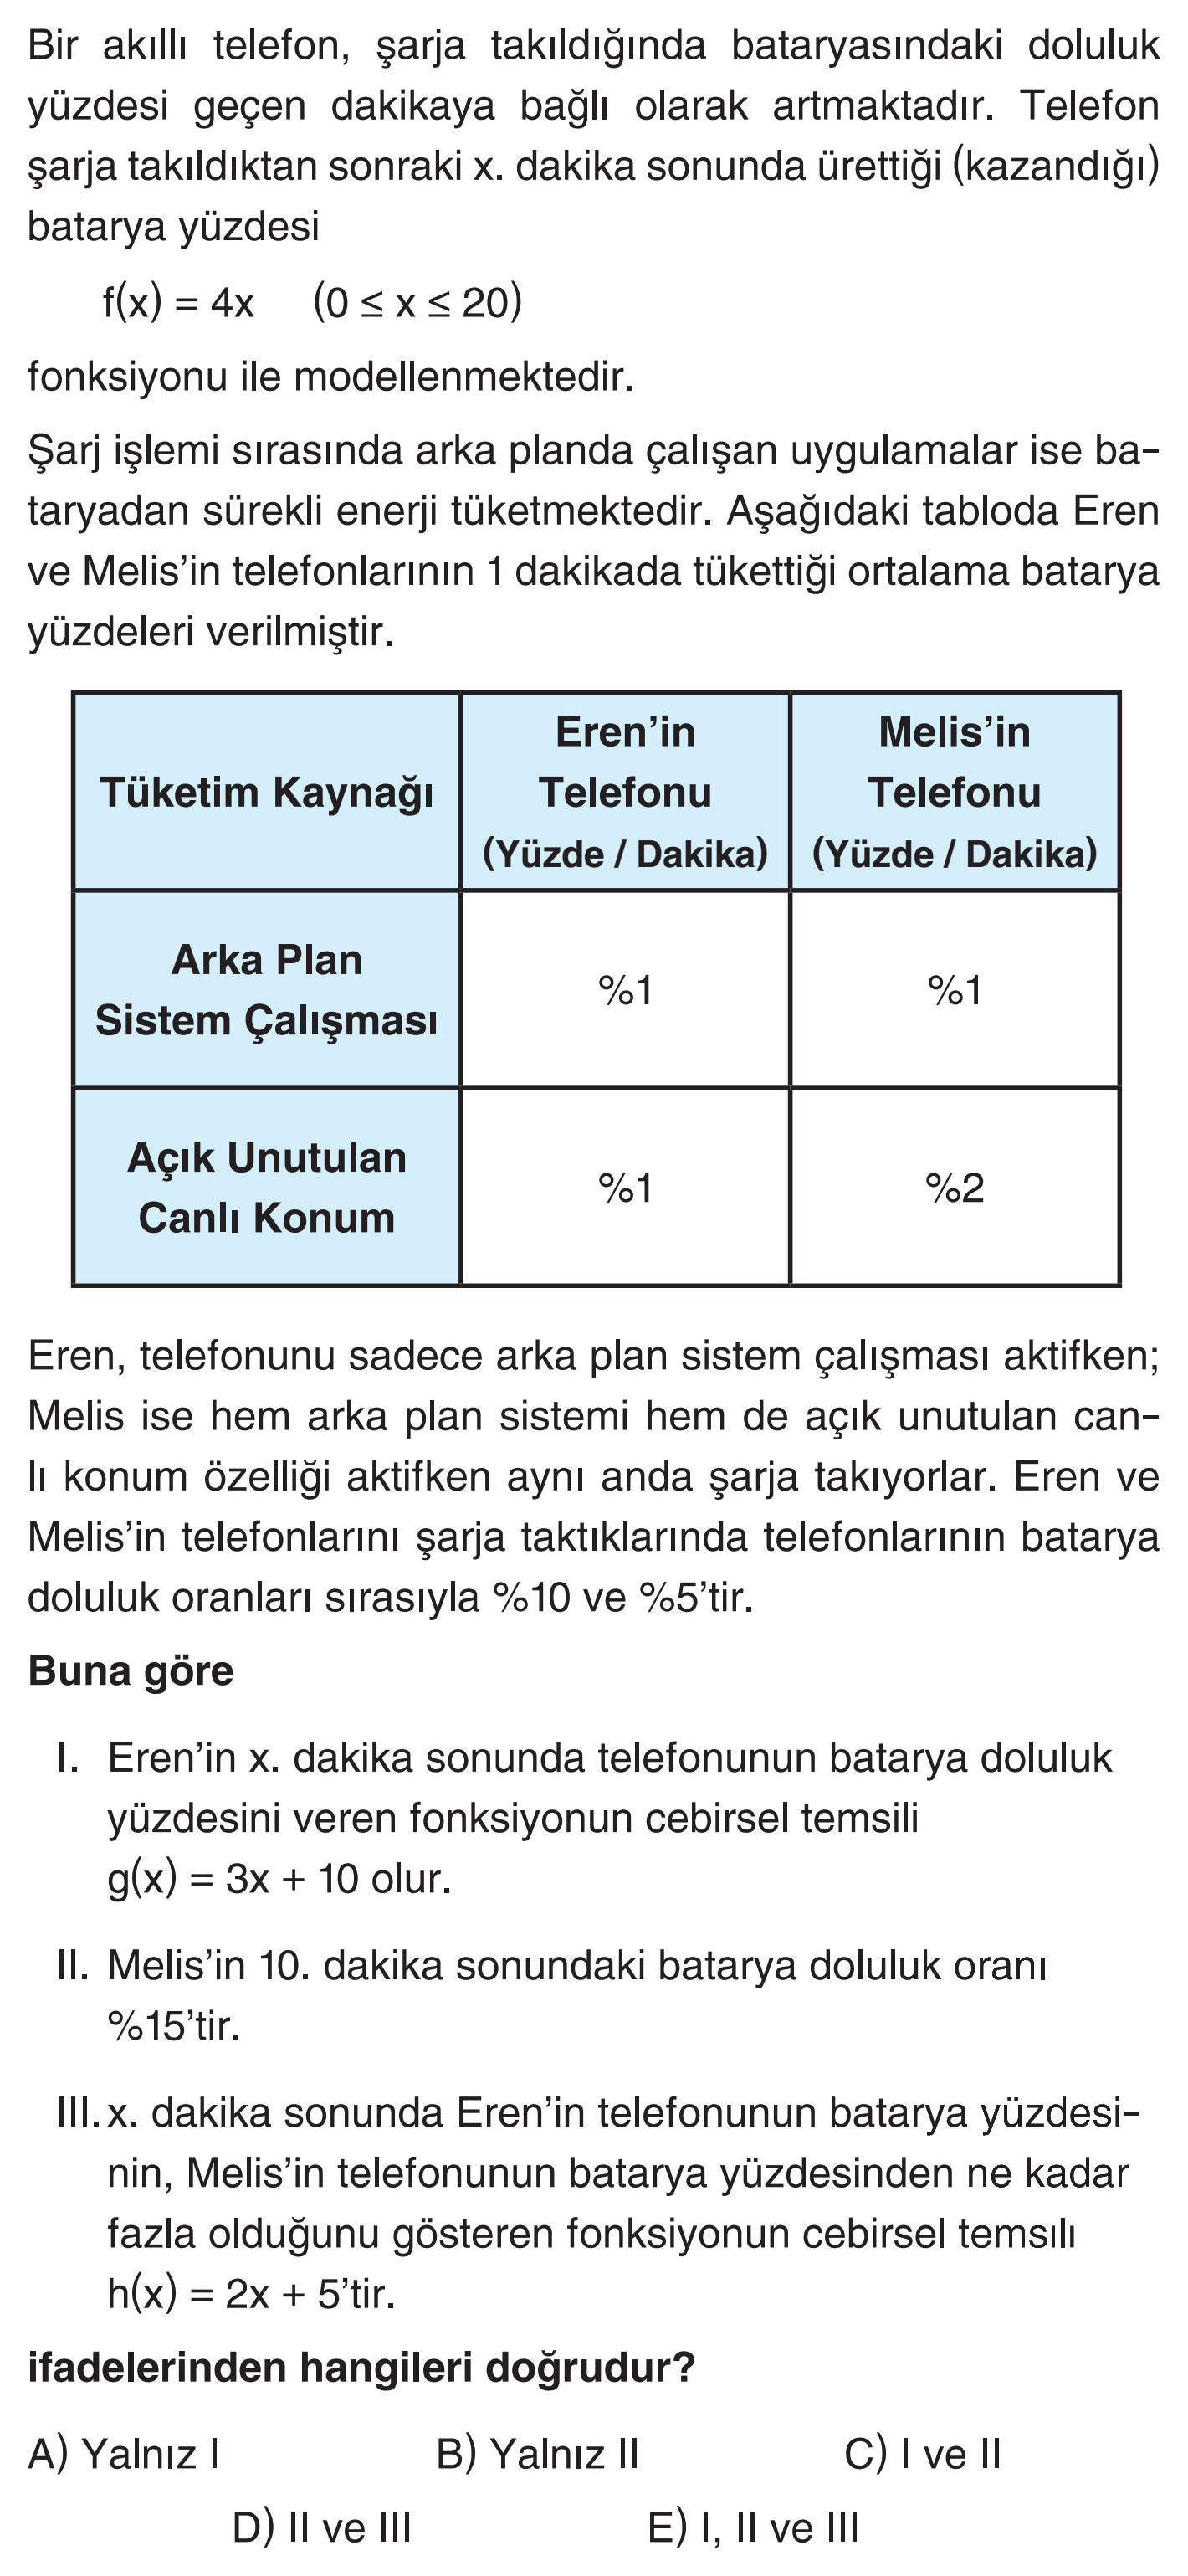 Bir akıllı telefon, şarja takıldığında bataryasındaki doluluk
yüzdesi geçen dakikaya bağlı olarak artmaktadır. Telefon
şarja takıldıktan sonraki x. dakika sonunda ürettiği (kazandığı)
batarya yüzdesi
f(x) = 4x (0 ≤ x ≤ 20)
fonksiyonu ile modellenmektedir.
Şarj işlemi sırasında arka planda çalışan uygulamalar ise ba-
taryadan sürekli enerji tüketmektedir. Aşağıdaki tabloda Eren
ve Melis’in telefonlarının 1 dakikada tükettiği ortalama batarya
yüzdeleri verilmiştir.
Tüketim Kaynağı
Eren’in
Telefonu
(Yüzde / Dakika)
Melis’in
Telefonu
(Yüzde / Dakika)
Arka Plan
Sistem Çalışması
%1
%1
Açık Unutulan
Canlı Konum
%1
%2
Eren, telefonunu sadece arka plan sistem çalışması aktifken;
Melis ise hem arka plan sistemi hem de açık unutulan can-
lı konum özelliği aktifken aynı anda şarja takıyorlar. Eren ve
Melis’in telefonlarını şarja taktıklarında telefonlarının batarya
doluluk oranları sırasıyla %10 ve %5’tir.
Buna göre
I. Eren’in x. dakika sonunda telefonunun batarya doluluk
yüzdesini veren fonksiyonun cebirsel temsili
g(x) = 3x + 10 olur.
II. Melis’in 10. dakika sonundaki batarya doluluk oranı
%15’tir.
III. x. dakika sonunda Eren’in telefonunun batarya yüzdesi-
nin, Melis’in telefonunun batarya yüzdesinden ne kadar
fazla olduğunu gösteren fonksiyonun cebirsel temsılı
h(x) = 2x + 5’tir.
ifadelerinden hangileri doğrudur?
A) Yalnız I B) Yalnız II C) I ve II
D) II ve III E) I, II ve III